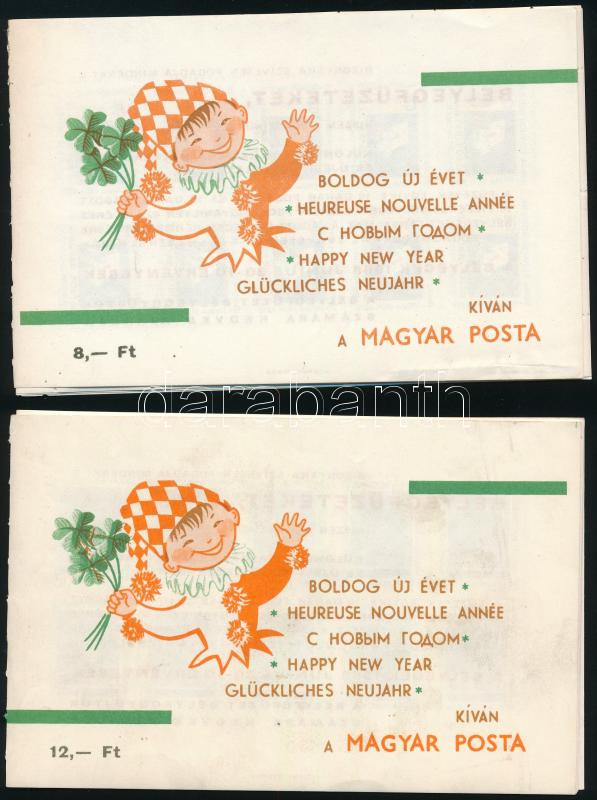 BOLDOG ÚJ ÉVET *
* HEUREUSE NOUVELLE ANNÉE
С НОВЫМ ГОДОМ *
* HAPPY NEW YEAR
GLÜCKLICHES NEUJAHR *
KÍVÁN
A MAGYAR POSTA
8,— Ft
darabanth
BOLDOG ÚJ ÉVET *
* HEUREUSE NOUVELLE ANNÉE
С НОВЫМ ГОДОМ *
* HAPPY NEW YEAR
GLÜCKLICHES NEUJAHR *
KÍVÁN
A MAGYAR POSTA
12,— Ft